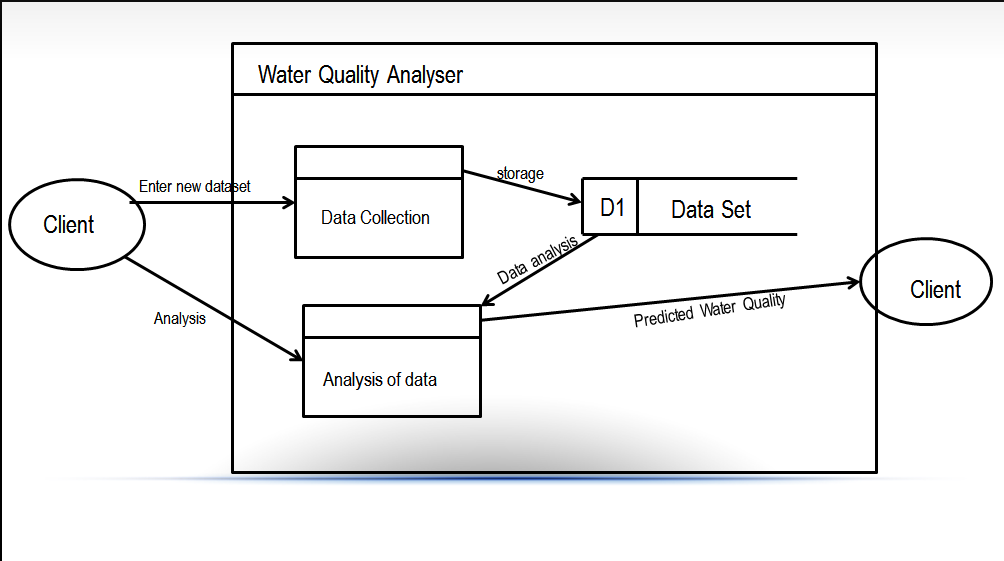 Water Quality Analyser
Enter new dataset
storage
Client
Data Collection
D1
Data Set
Data analysis
Client
Predicted Water Quality
Analysis
Analysis of data